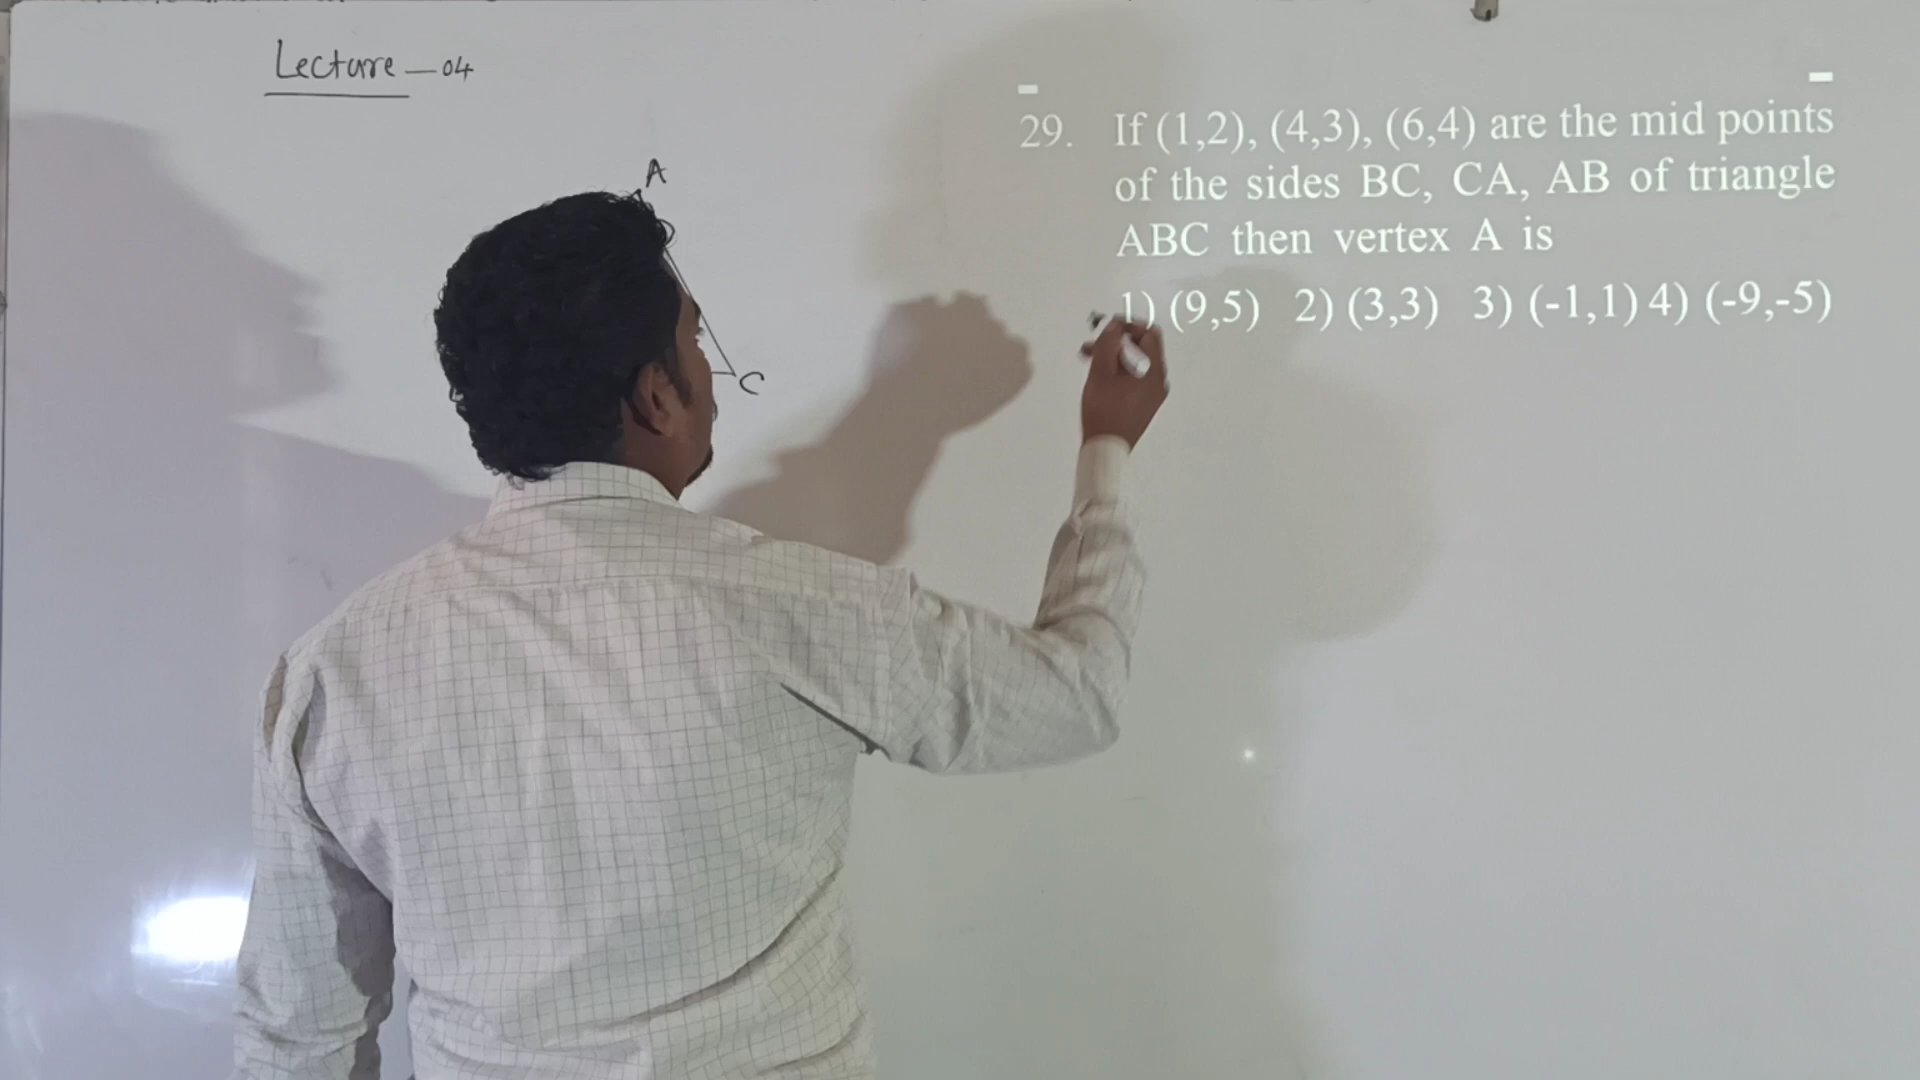 Lecture - 04
A
C
29. If (1,2), (4,3), (6,4) are the mid points
of the sides BC, CA, AB of triangle
ABC then vertex A is
1) (9,5) 2) (3,3) 3) (-1,1) 4) (-9,-5)